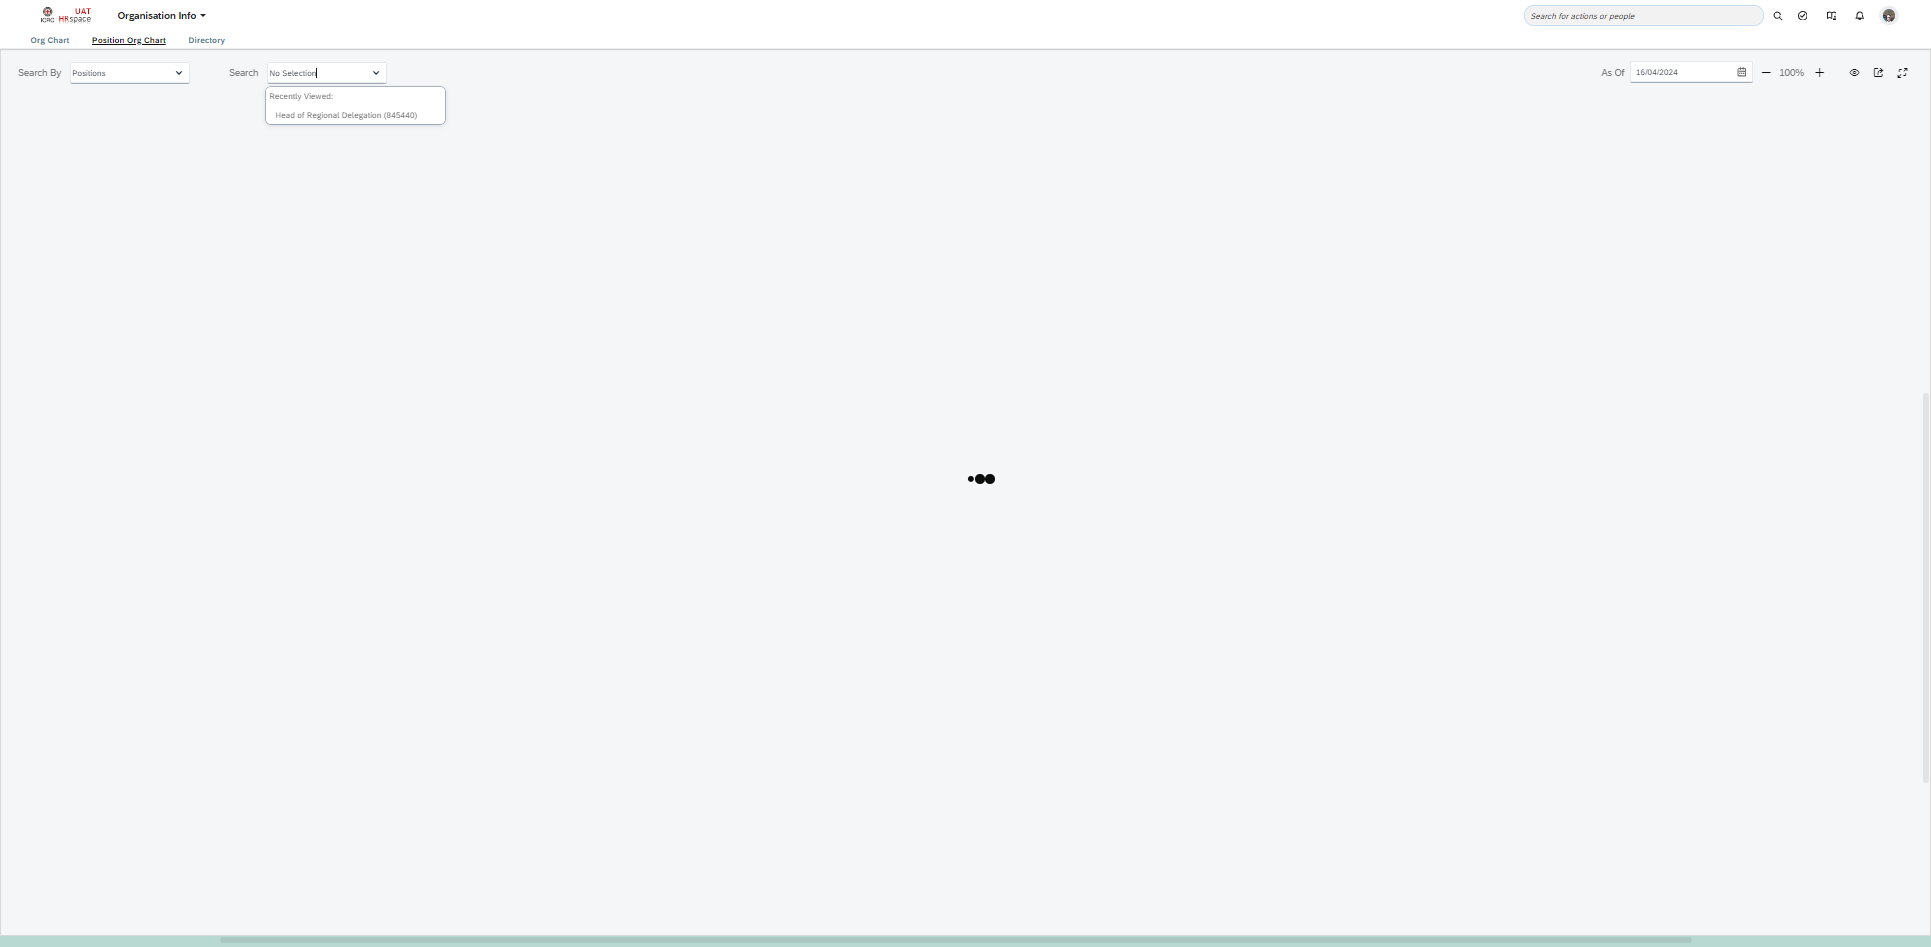 ICRC
UAT
HRspace
Organisation Info
Search for actions or people
Org Chart
Position Org Chart
Directory
Search By
Positions
Search
No Selection
As Of
16/04/2024
100%
Recently Viewed:
Head of Regional Delegation (845440)